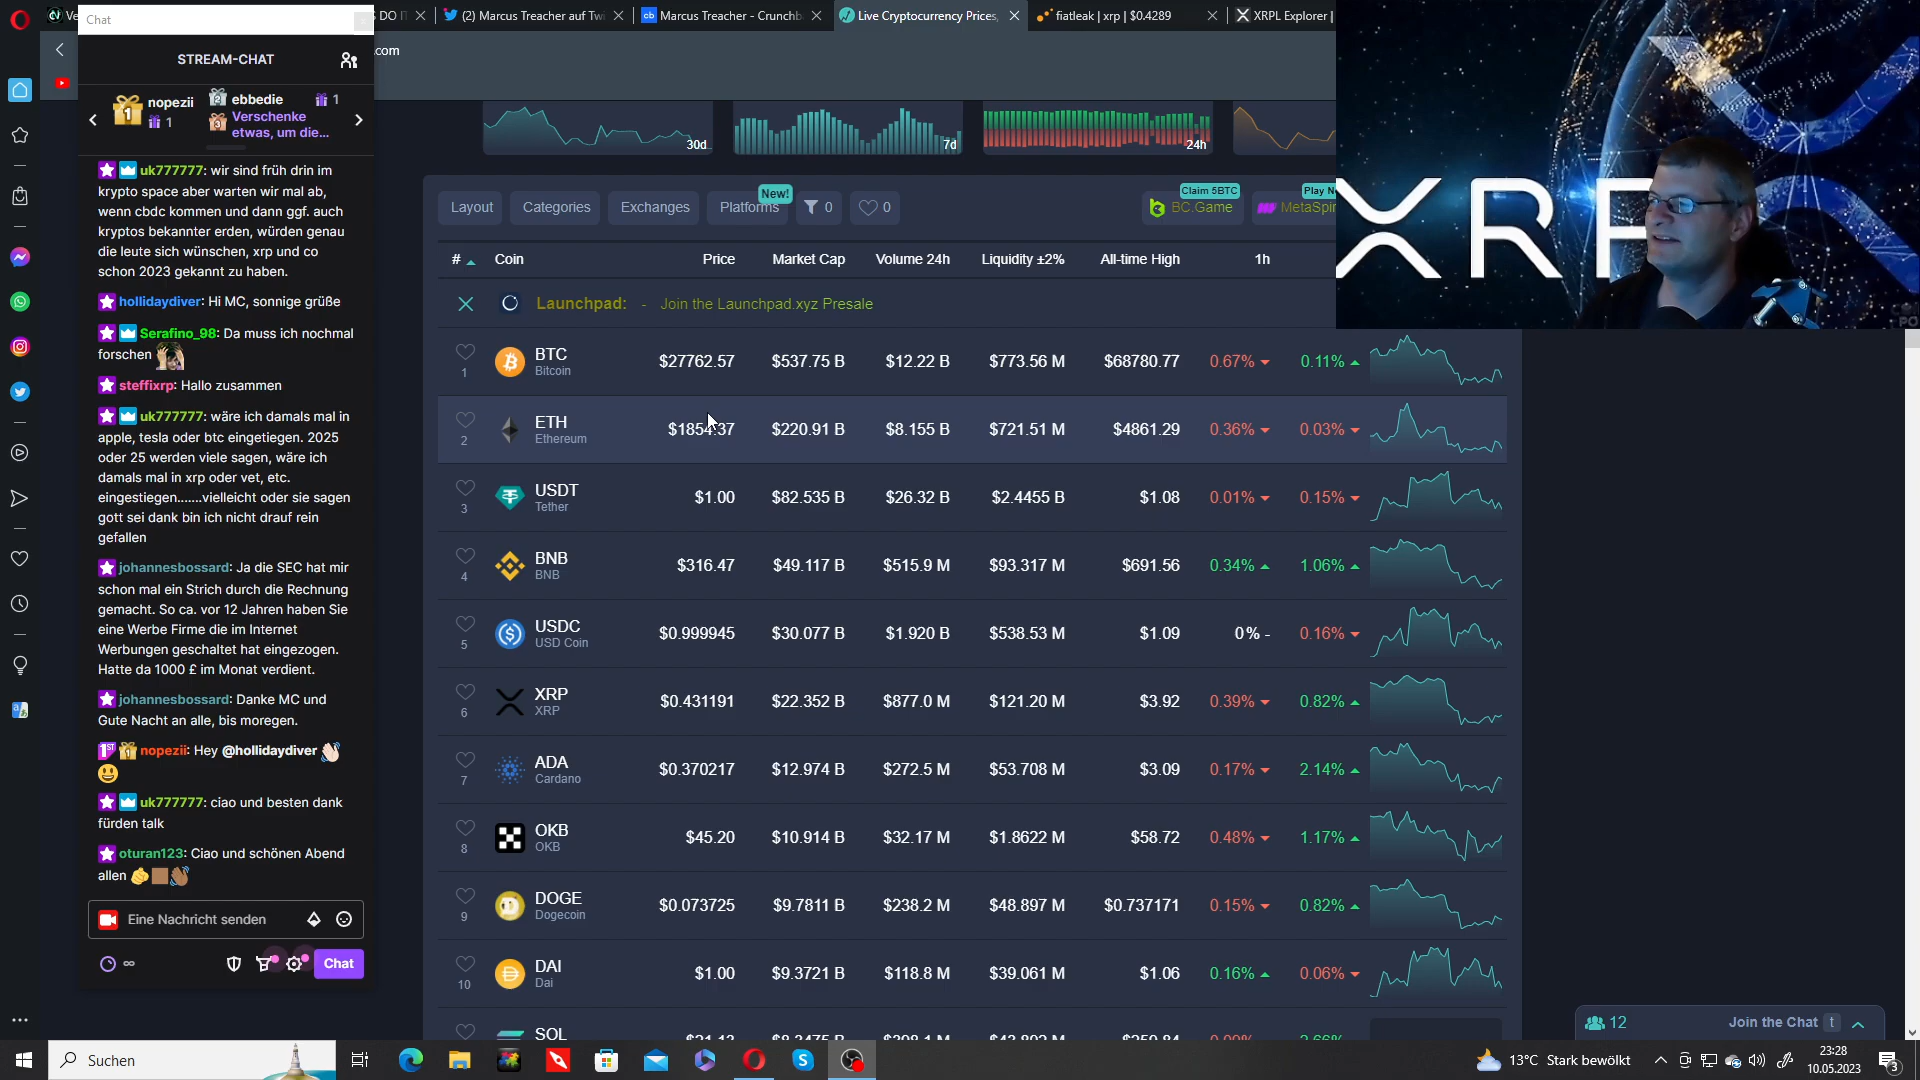 Chat
S DO IT
(2) Marcus Treacher auf Twi
Marcus Treacher - Crunchb
Live Cryptocurrency Prices,
fiatleak | xrp | $0.4289
XRPL Explorer |
.com
STREAM-CHAT
nopezii
1
ebbedie 1
Verschenke
etwas, um die...
uk777777: wir sind früh drin im
krypto space aber warten wir mal ab,
wenn cbdc kommen und dann ggf. auch
kryptos bekannter erden, würden genau
die leute sich wünschen, xrp und co
schon 2023 gekannt zu haben.
hollidaydiver: Hi MC, sonnige grüße
Serafino_98: Da muss ich nochmal
forschen
steffixrp: Hallo zusammen
uk777777: wäre ich damals mal in
apple, tesla oder btc eingetiegen. 2025
oder 25 werden viele sagen, wäre ich
damals mal in xrp oder vet, etc.
eingestiegen.......vielleicht oder sie sagen
gott sei dank bin ich nicht drauf rein
gefallen
johannesbossard: Ja die SEC hat mir
schon mal ein Strich durch die Rechnung
gemacht. So ca. vor 12 Jahren haben Sie
eine Werbe Firme die im Internet
Werbungen geschaltet hat eingezogen.
Hatte da 1000 £ im Monat verdient.
johannesbossard: Danke MC und
Gute Nacht an alle, bis moregen.
nopezii: Hey @hollidaydiver
uk777777: ciao und besten dank
fürden talk
oturan123: Ciao und schönen Abend
allen
Eine Nachricht senden
Chat
30d
7d
24h
Layout
Categories
Exchanges
Platforms
New!
0
0
Claim 5BTC
BC.Game
Play N
MetaSpin
# Coin Price Market Cap Volume 24h Liquidity ±2% All-time High 1h
Launchpad: - Join the Launchpad.xyz Presale
1 BTC Bitcoin $27762.57 $537.75 B $12.22 B $773.56 M $68780.77 0.67% 0.11%
2 ETH Ethereum $1854.37 $220.91 B $8.155 B $721.51 M $4861.29 0.36% 0.03%
3 USDT Tether $1.00 $82.535 B $26.32 B $2.4455 B $1.08 0.01% 0.15%
4 BNB BNB $316.47 $49.117 B $515.9 M $93.317 M $691.56 0.34% 1.06%
5 USDC USD Coin $0.999945 $30.077 B $1.920 B $538.53 M $1.09 0% - 0.16%
6 XRP XRP $0.431191 $22.352 B $877.0 M $121.20 M $3.92 0.39% 0.82%
7 ADA Cardano $0.370217 $12.974 B $272.5 M $53.708 M $3.09 0.17% 2.14%
8 OKB OKB $45.20 $10.914 B $32.17 M $1.8622 M $58.72 0.48% 1.17%
9 DOGE Dogecoin $0.073725 $9.7811 B $238.2 M $48.897 M $0.737171 0.15% 0.82%
10 DAI Dai $1.00 $9.3721 B $118.8 M $39.061 M $1.06 0.16% 0.06%
SOL
XRP
12
Join the Chat t
Suchen
13°C Stark bewölkt
23:28
10.05.2023
3